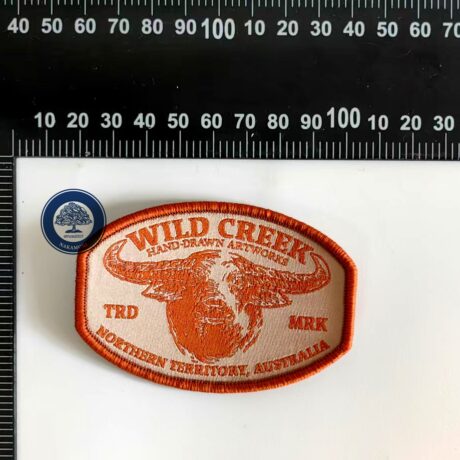 40 50 60 70 80 90 100 10 20 30 40 50 60 70
10 20 30 40 50 60 70 80 90 100 10 20 30
NAKAMO
WILD CREEK
HAND-DRAWN ARTWORKS
TRD MRK
NORTHERN TERRITORY, AUSTRALIA